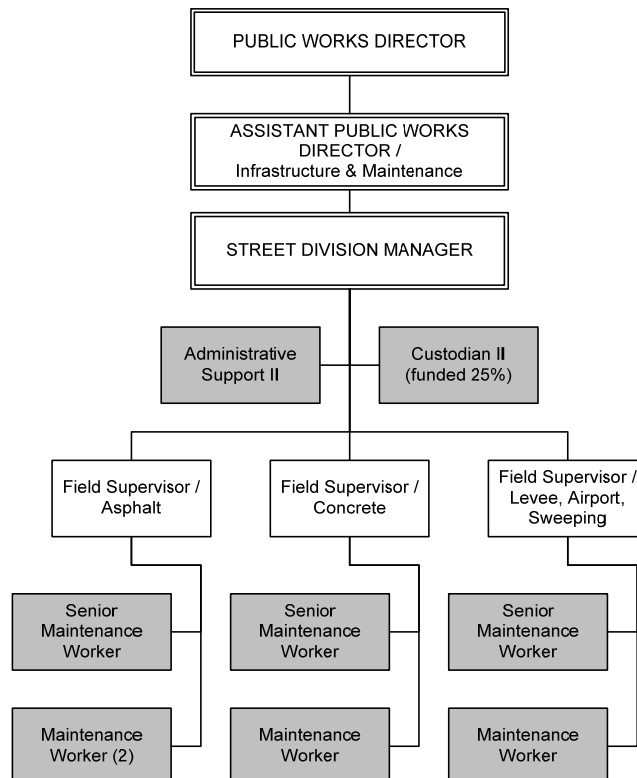 PUBLIC WORKS DIRECTOR
ASSISTANT PUBLIC WORKS
DIRECTOR /
Infrastructure & Maintenance
STREET DIVISION MANAGER
Administrative
Support II
Custodian II
(funded 25%)
Field Supervisor /
Asphalt
Field Supervisor /
Concrete
Field Supervisor /
Levee, Airport,
Sweeping
Senior
Maintenance
Worker
Senior
Maintenance
Worker
Senior
Maintenance
Worker
Maintenance
Worker (2)
Maintenance
Worker
Maintenance
Worker